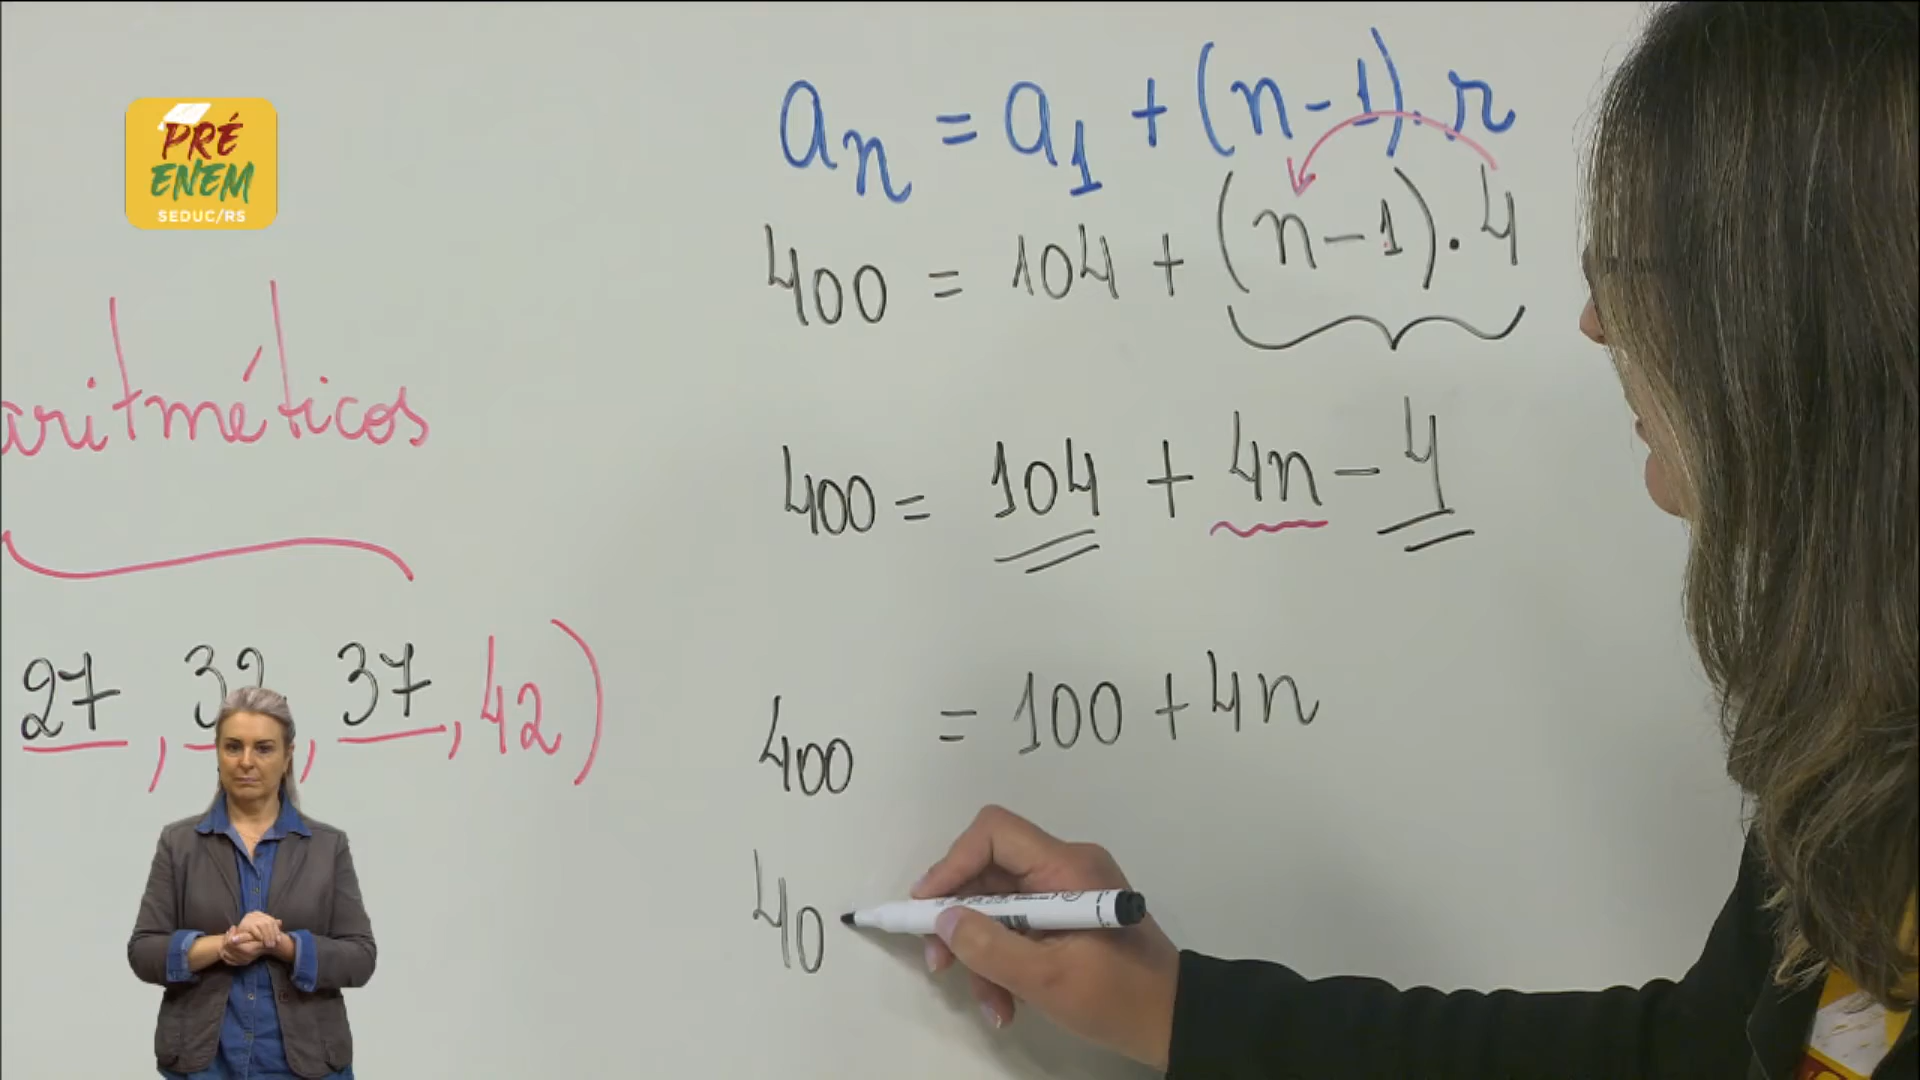 PRÉ
ENEM
SEDUC/RS
aritméticos
27, 32, 37, 42)
aₙ = a₁ + (n-1).r
400 = 104 + (n-1).4
400 = 104 + 4n - 4
400 = 100 + 4n
40